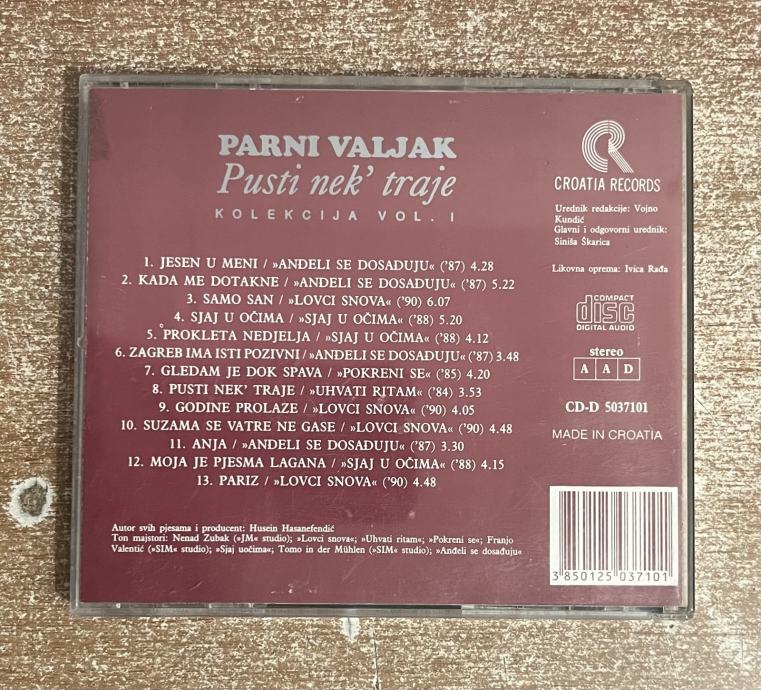 PARNI VALJAK
Pusti nek' traje
KOLEKCIJA VOL. I
1. JESEN U MENI / »ANĐELI SE DOSAĐUJU« ('87) 4.28
2. KADA ME DOTAKNE / »ANĐELI SE DOSAĐUJU« ('87) 5.22
3. SAMO SAN / »LOVCI SNOVA« ('90) 6.07
4. SJAJ U OČIMA / »SJAJ U OČIMA« ('88) 5.20
5. PROKLETA NEDJELJA / »SJAJ U OČIMA« ('88) 4.12
6. ZAGREB IMA ISTI POZIVNI / »ANĐELI SE DOSAĐUJU« ('87) 3.48
7. GLEDAM JE DOK SPAVA / »POKRENI SE« ('85) 4.20
8. PUSTI NEK' TRAJE / »UHVATI RITAM« ('84) 3.53
9. GODINE PROLAZE / »LOVCI SNOVA« ('90) 4.05
10. SUZAMA SE VATRE NE GASE / »LOVCI SNOVA« ('90) 4.48
11. ANJA / »ANĐELI SE DOSAĐUJU« ('87) 3.30
12. MOJA JE PJESMA LAGANA / »SJAJ U OČIMA« ('88) 4.15
13. PARIZ / »LOVCI SNOVA« ('90) 4.48
Autor svih pjesama i producent: Husein Hasanefendić
Ton majstori: Nenad Zubak (»JM« studio); »Lovci snova«; »Uhvati ritam«; »Pokreni se«; Franjo
Valentić (»SIM« studio); »Sjaj uočima«; Tomo in der Mühlen (»SIM« studio); »Anđeli se dosađuju«
CROATIA RECORDS
Urednik redakcije: Vojno
Kundić
Glavni i odgovorni urednik:
Siniša Škarica
Likovna oprema: Ivica Rađa
COMPACT
disc
DIGITAL AUDIO
stereo
A A D
CD-D 5037101
MADE IN CROATIA
3 850125 037101